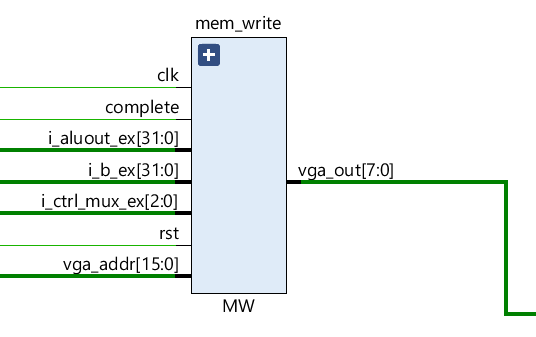 mem_write
clk
complete
i_aluout_ex[31:0]
i_b_ex[31:0]
vga_out[7:0]
i_ctrl_mux_ex[2:0]
rst
vga_addr[15:0]
MW